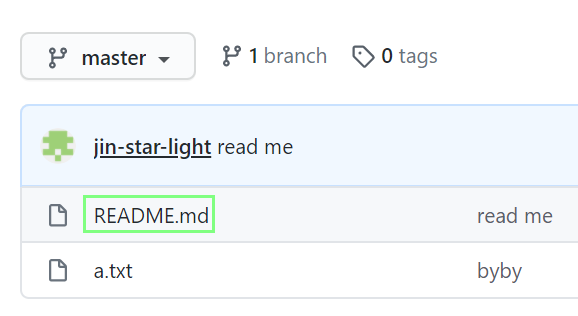 master 1 branch 0 tags
jin-star-light read me
README.md read me
a.txt byby